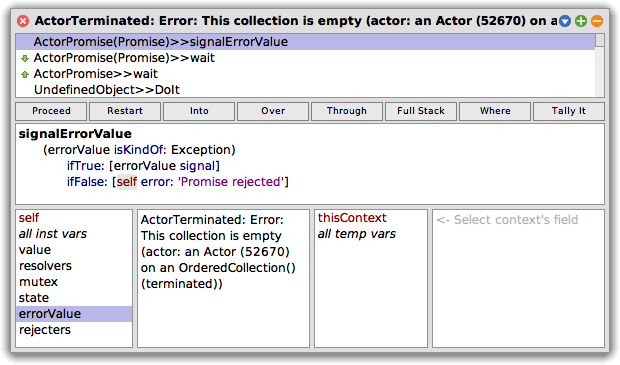 ActorTerminated: Error: This collection is empty (actor: an Actor (52670) on a
ActorPromise(Promise)>>signalErrorValue
ActorPromise(Promise)>>wait
ActorPromise>>wait
UndefinedObject>>DoIt
Proceed Restart Into Over Through Full Stack Where Tally It
signalErrorValue
(errorValue isKindOf: Exception)
ifTrue: [errorValue signal]
ifFalse: [self error: 'Promise rejected']
self
all inst vars
value
resolvers
mutex
state
errorValue
rejecters
ActorTerminated: Error:
This collection is empty
(actor: an Actor (52670)
on an OrderedCollection()
(terminated))
thisContext
all temp vars
<- Select context's field